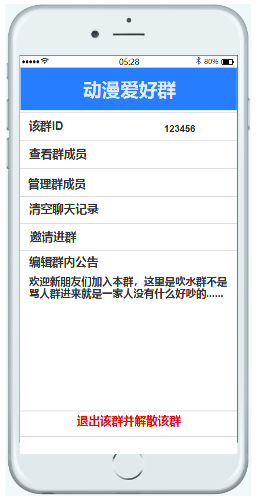 05:28
80%
动漫爱好群
该群ID
123456
查看群成员
管理群成员
清空聊天记录
邀请进群
编辑群内公告
欢迎新朋友们加入本群，这里是吹水群不是
骂人群进来就是一家人没有什么好吵的......
退出该群并解散该群